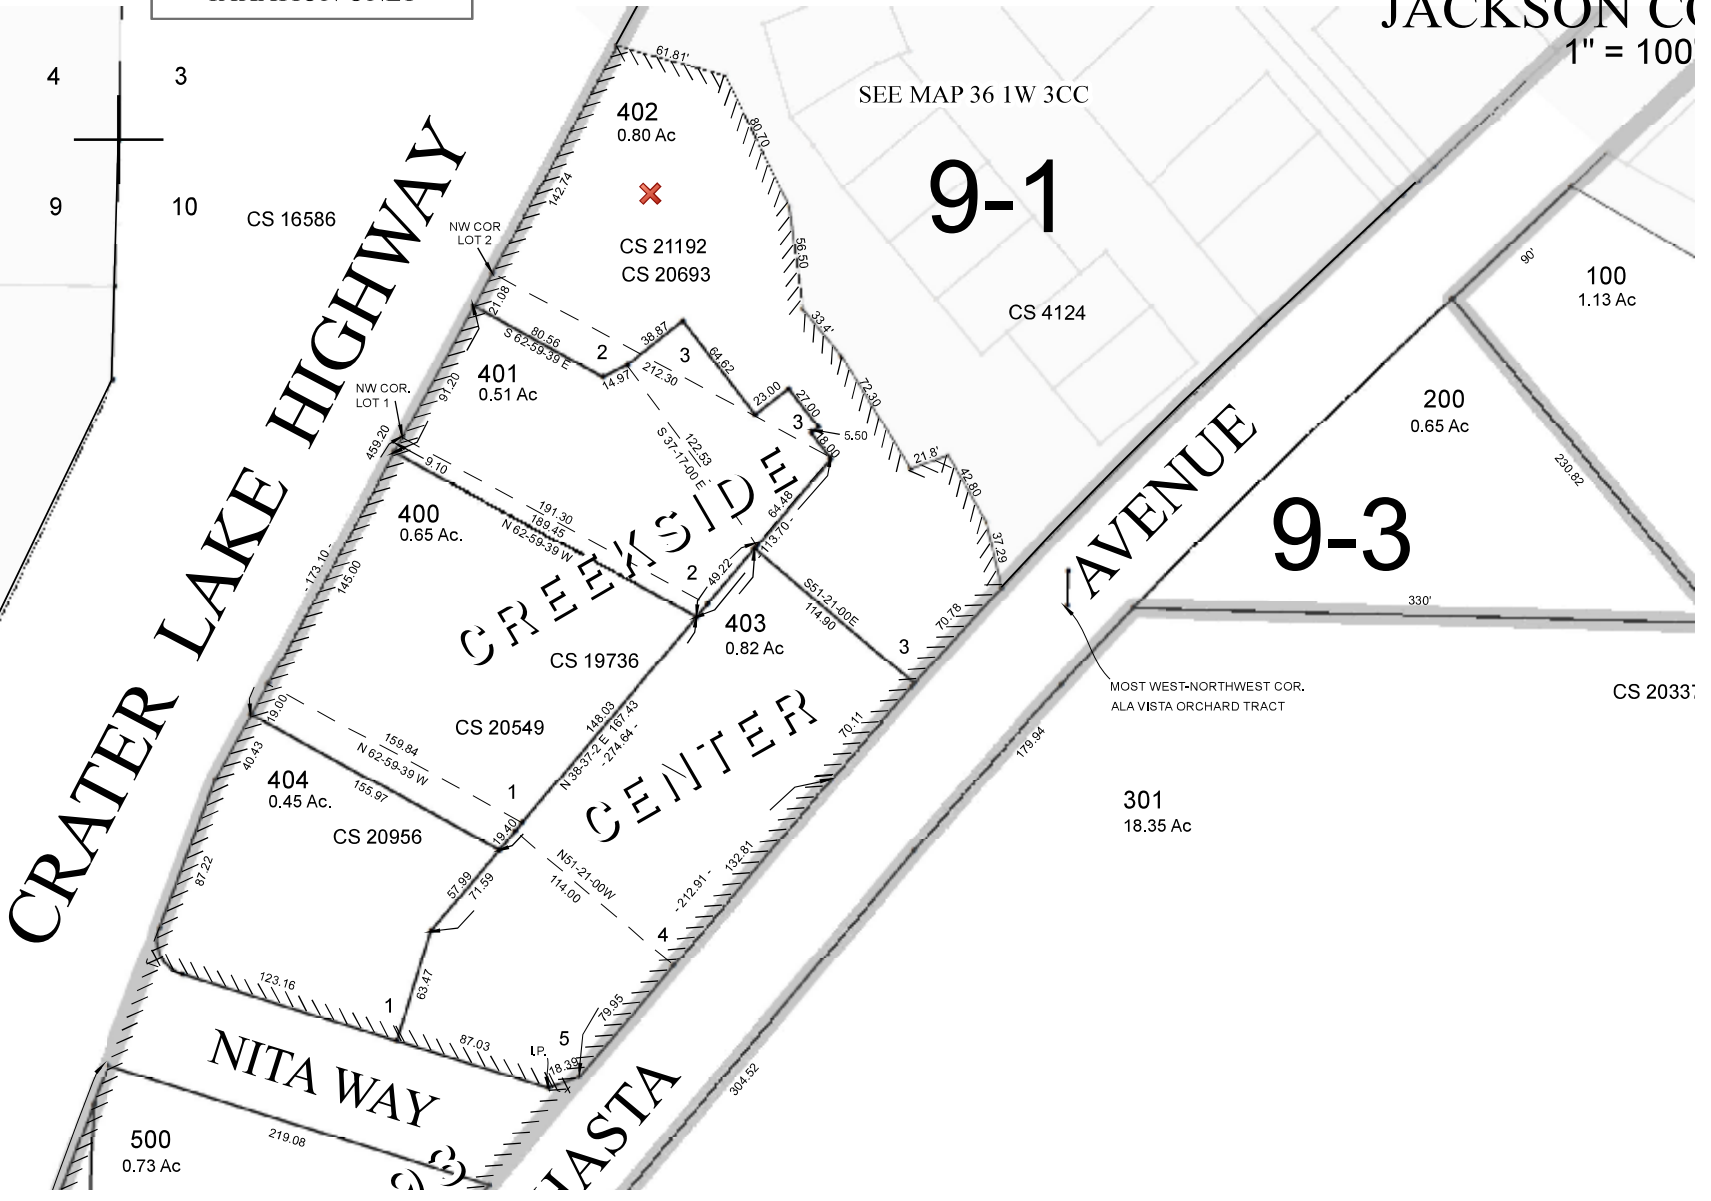 JACKSON CO
1" = 100'
4
3
9
10
CS 16586
61.81'
402
0.80 Ac
80.70
SEE MAP 36 1W 3CC
9-1
142.74
CS 21192
CS 20693
56.50
CS 4124
NW COR
LOT 2
21.08
80.56
S 62-59-39 E
2
14.97
38.87
3
64.62
212.30
23.00
27.00
3
5.50
18.00
33.4'
72.30
21.8'
42.80
37.29
90'
100
1.13 Ac
200
0.65 Ac
230.82
9-3
330'
401
0.51 Ac
91.20
NW COR.
LOT 1
459.20
9.10
122.53
S 37-17-00 E
191.30
189.45
N 62-59-39 W
400
0.65 Ac.
-173.10-
145.00
CREEKSIDE
64.48
113.70 -
2
49.22
403
0.82 Ac
S51-21-00E
114.90
3
70.78
AVENUE
MOST WEST-NORTHWEST COR.
ALA VISTA ORCHARD TRACT
CS 20337
CRATER LAKE HIGHWAY
CS 19736
CS 20549
148.03
N 38-37-2 E 167.43
-274.64 -
CENTER
70.11
179.94
301
18.35 Ac
19.00
159.84
N 62-59-39 W
155.97
40.43
404
0.45 Ac.
CS 20956
1
19.40
N51-21-00W
114.00
132.81
-212.91 -
87.22
57.99
71.59
4
123.16
1
63.47
87.03
79.95
5
I.P.
18.39
NITA WAY
304.52
HASTA
219.08
500
0.73 Ac